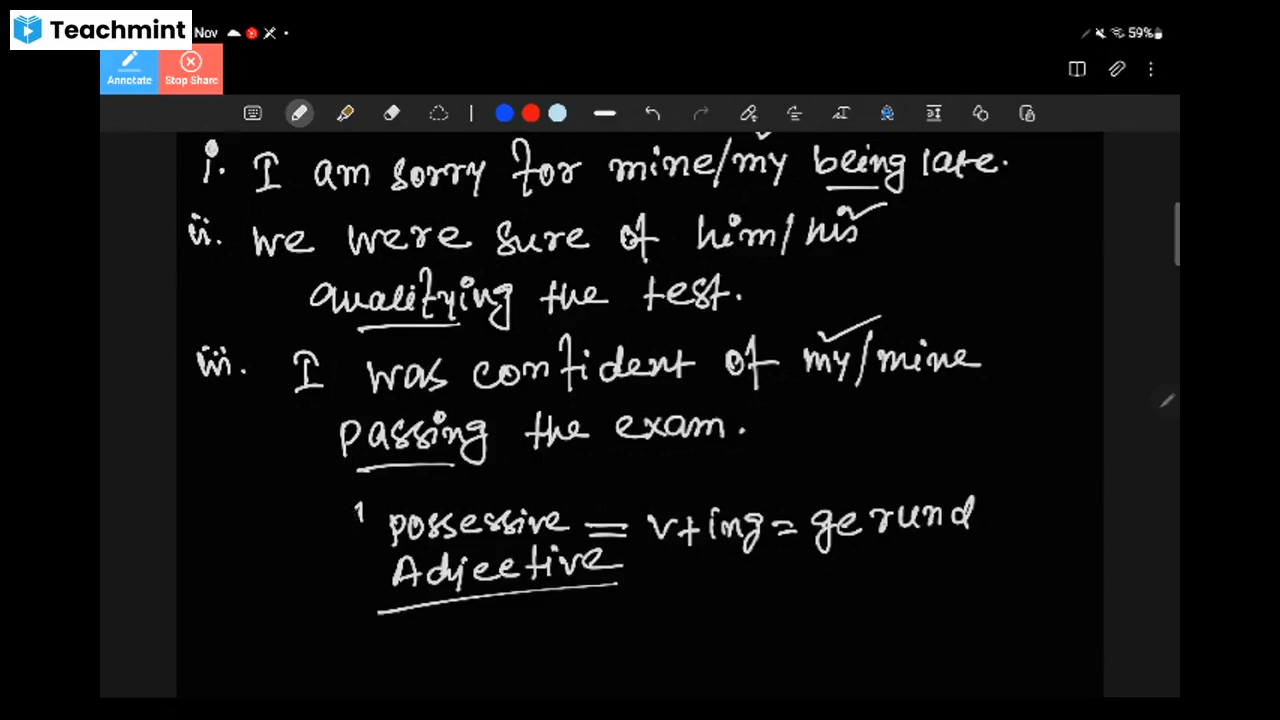 Teachmint
Nov
59%
Annotate
Stop Share
i. I am sorry for mine/my being late.
ii. we were sure of him/his
qualifying the test.
iii. I was confident of my/mine
passing the exam.
1 possessive = v+ing = gerund
Adjective